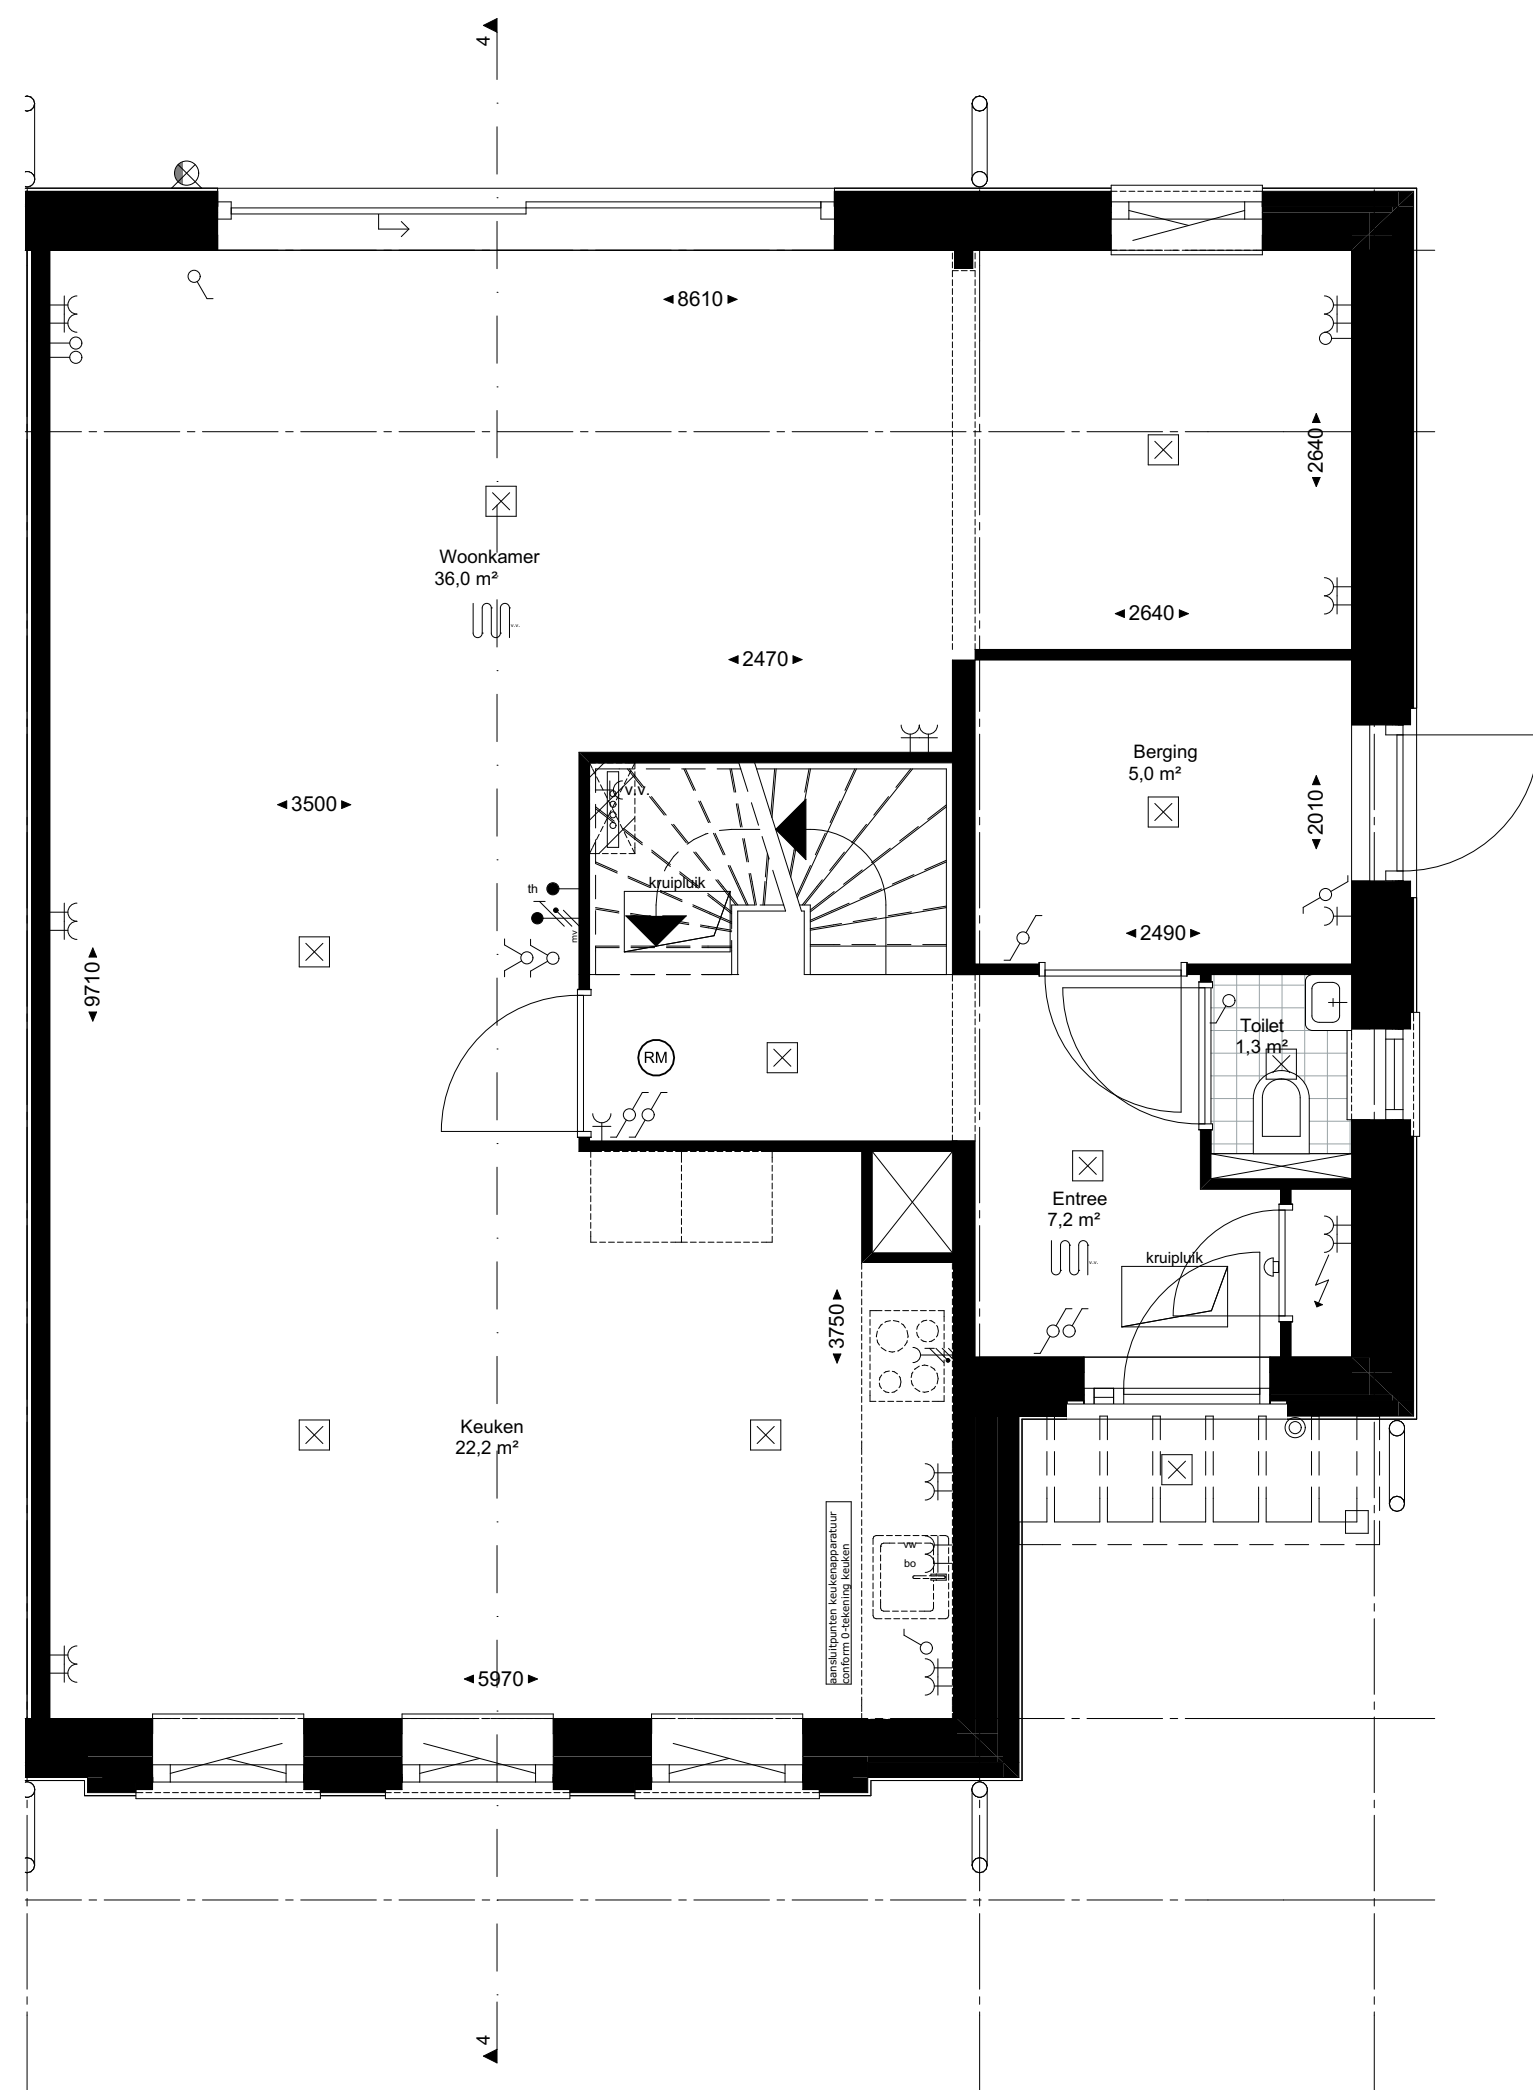 4
8610
2640
Woonkamer
36,0 m²
v.v.
2640
2470
Berging
5,0 m²
v.v.
3500
2010
kruipluik
th
mv
2490
9710
Toilet
1,3 m²
RM
Entree
7,2 m²
v.v.
kruipluik
3750
Keuken
22,2 m²
aansluitpunten keukenapparatuur
conform 0-tekening keuken
vw
bo
5970
4